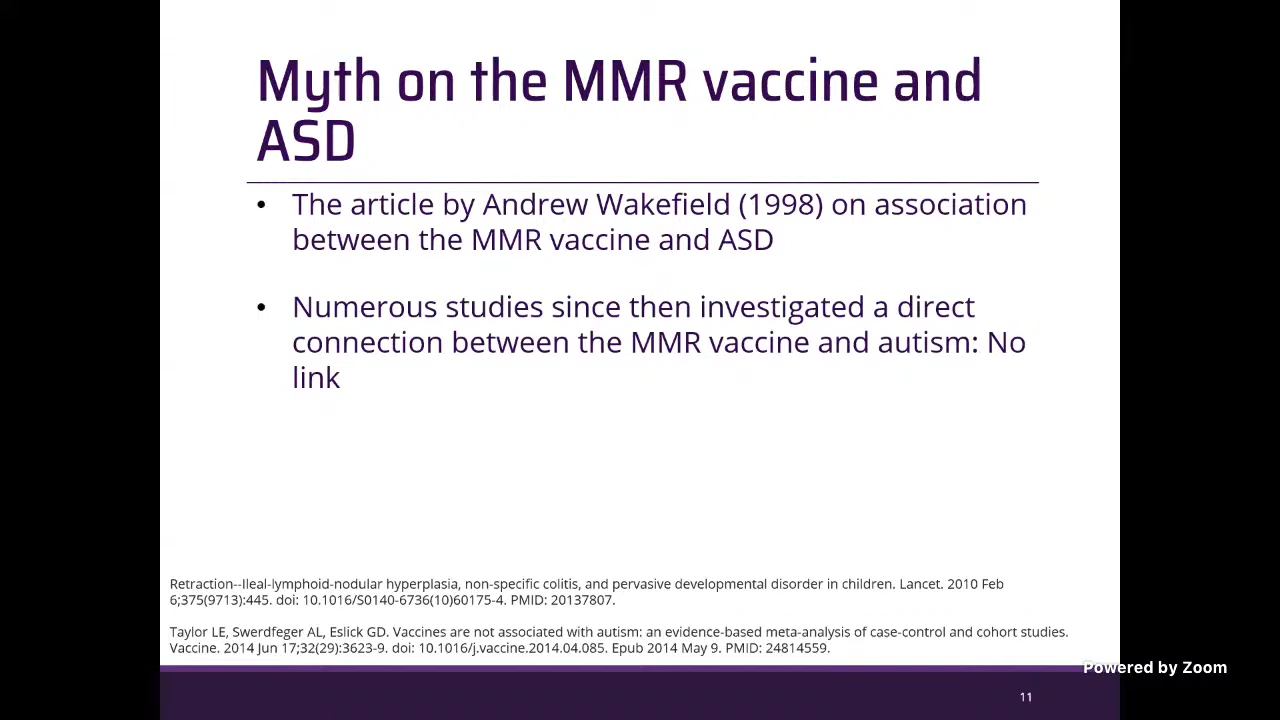 Myth on the MMR vaccine and
ASD
• The article by Andrew Wakefield (1998) on association
between the MMR vaccine and ASD
• Numerous studies since then investigated a direct
connection between the MMR vaccine and autism: No
link
Retraction--Ileal-lymphoid-nodular hyperplasia, non-specific colitis, and pervasive developmental disorder in children. Lancet. 2010 Feb
6;375(9713):445. doi: 10.1016/S0140-6736(10)60175-4. PMID: 20137807.
Taylor LE, Swerdfeger AL, Eslick GD. Vaccines are not associated with autism: an evidence-based meta-analysis of case-control and cohort studies.
Vaccine. 2014 Jun 17;32(29):3623-9. doi: 10.1016/j.vaccine.2014.04.085. Epub 2014 May 9. PMID: 24814559.
Powered by Zoom
11